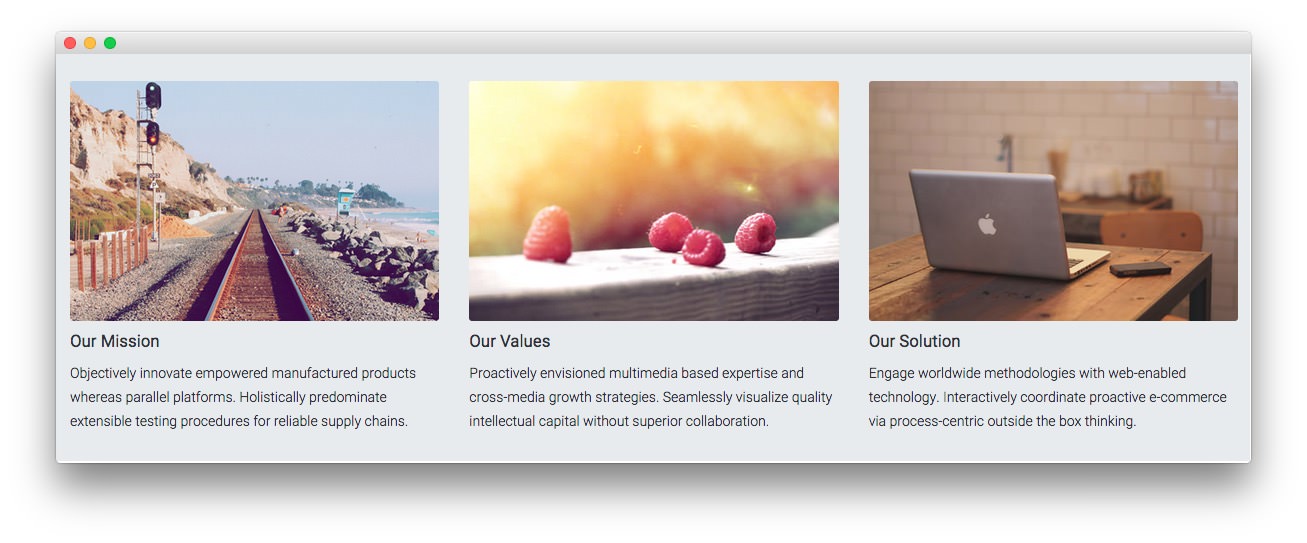 Our Mission
Objectively innovate empowered manufactured products
whereas parallel platforms. Holistically predominate
extensible testing procedures for reliable supply chains.
Our Values
Proactively envisioned multimedia based expertise and
cross-media growth strategies. Seamlessly visualize quality
intellectual capital without superior collaboration.
Our Solution
Engage worldwide methodologies with web-enabled
technology. Interactively coordinate proactive e-commerce
via process-centric outside the box thinking.